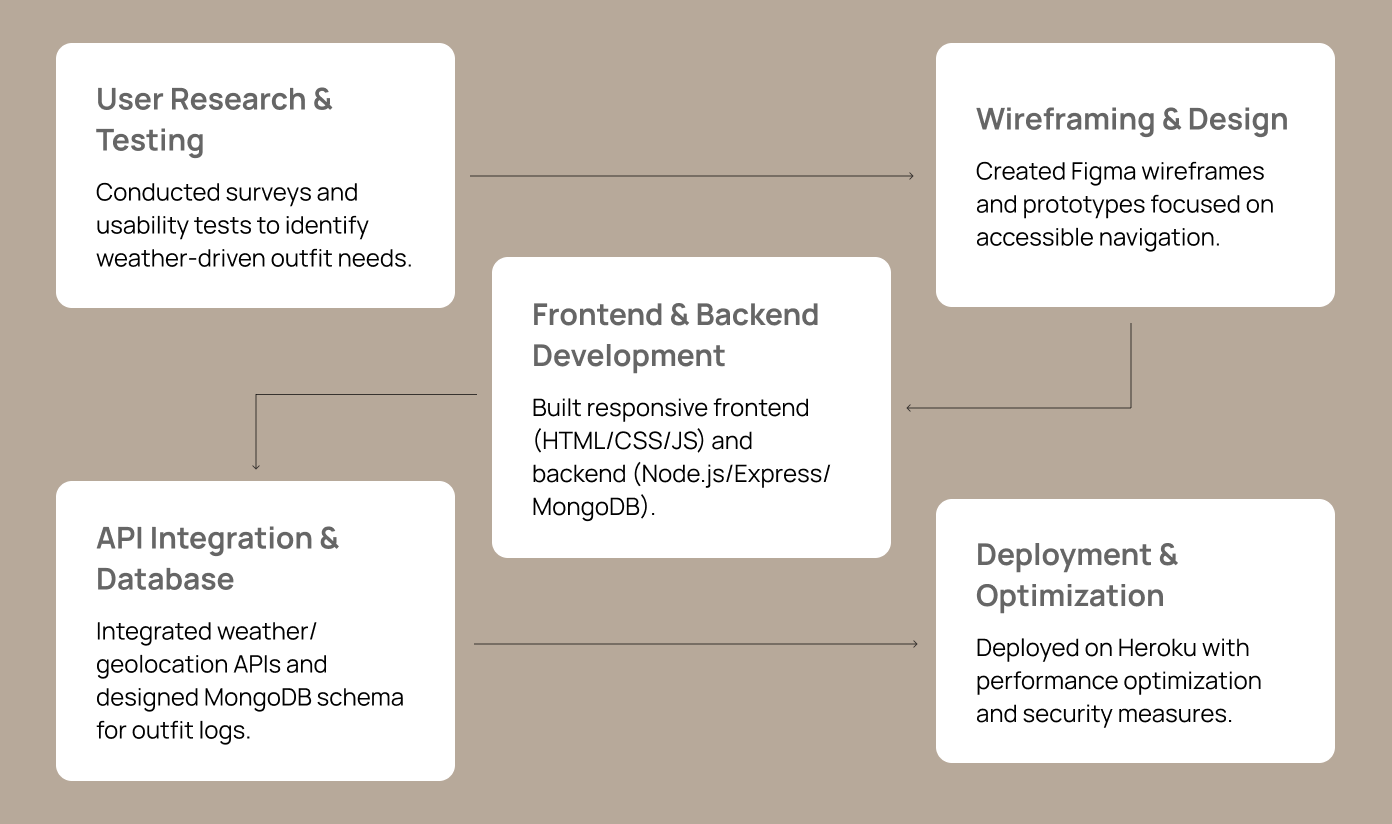 User Research &
Testing
Conducted surveys and
usability tests to identify
weather-driven outfit needs.
Wireframing & Design
Created Figma wireframes
and prototypes focused on
accessible navigation.
Frontend & Backend
Development
Built responsive frontend
(HTML/CSS/JS) and
backend (Node.js/Express/
MongoDB).
API Integration &
Database
Integrated weather/
geolocation APIs and
designed MongoDB schema
for outfit logs.
Deployment &
Optimization
Deployed on Heroku with
performance optimization
and security measures.